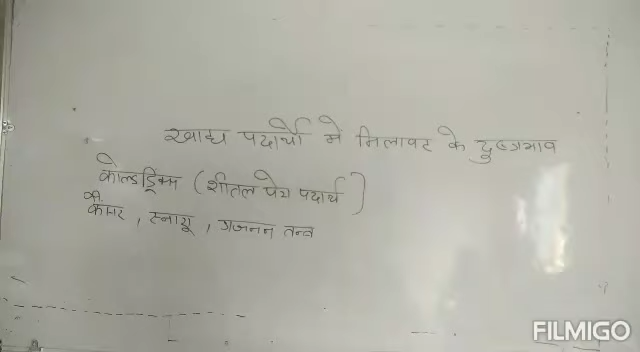 खाद्य पदार्थो मे मिलावट के दुष्प्रभाव
कोल्डड्रिंक्स (शीतल पेय पदार्थ)
कैंसर, स्नायू, प्रजनन तन्त्र
FILMIGO